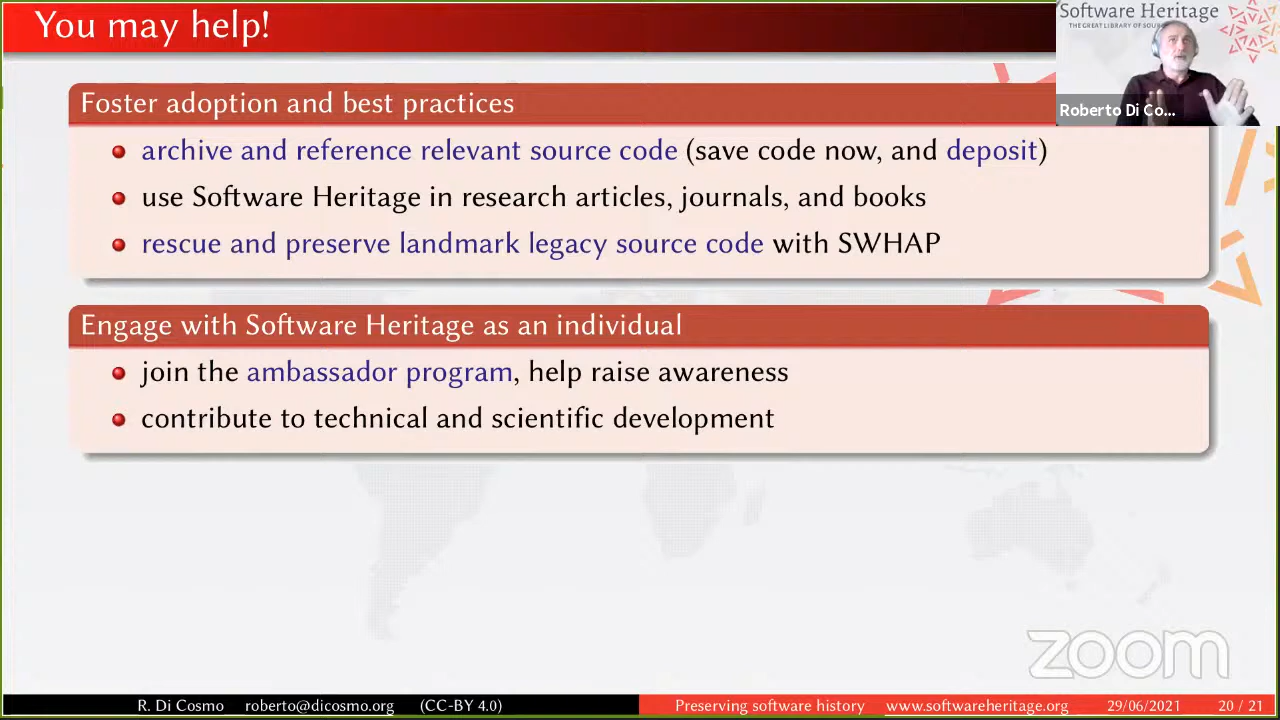 You may help!
Software Heritage
THE GREAT LIBRARY OF SOUR
Roberto Di Co...
Foster adoption and best practices
archive and reference relevant source code (save code now, and deposit)
use Software Heritage in research articles, journals, and books
rescue and preserve landmark legacy source code with SWHAP
Engage with Software Heritage as an individual
join the ambassador program, help raise awareness
contribute to technical and scientific development
zoom
R. Di Cosmo roberto@dicosmo.org (CC-BY 4.0) Preserving software history www.softwareheritage.org 29/06/2021 20 / 21